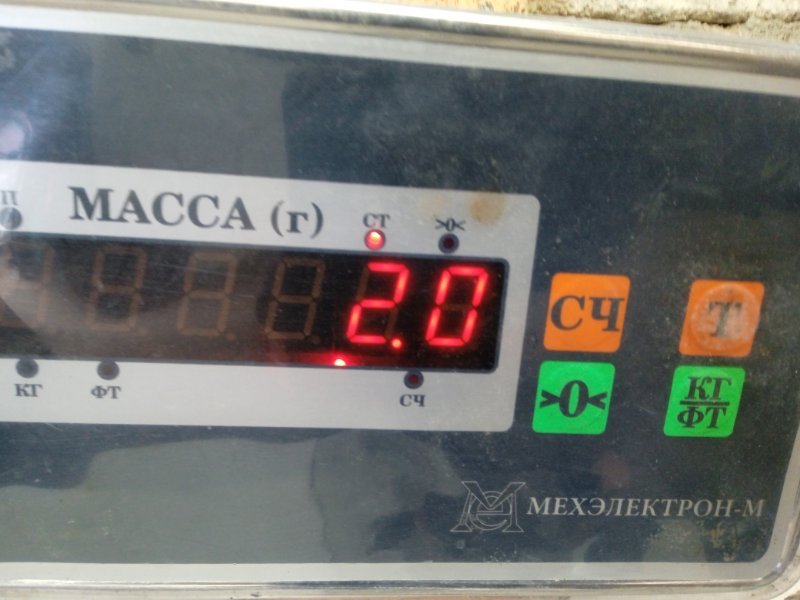 П
МАССА (г)
СТ >0<
2.0
КГ ФТ СЧ
СЧ Т
>0< КГ/ФТ
МЕХЭЛЕКТРОН-М